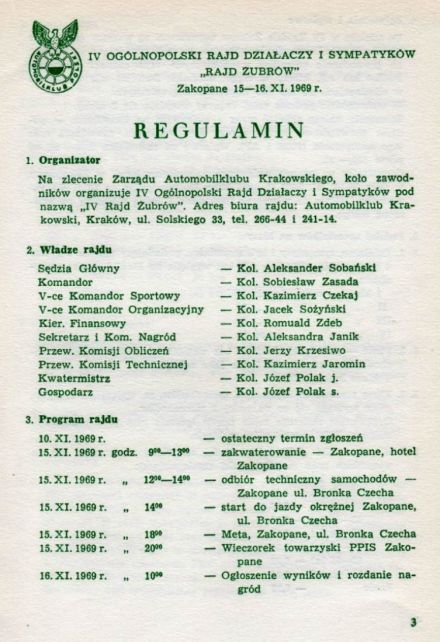 IV OGÓLNOPOLSKI RAJD DZIAŁACZY I SYMPATYKÓW
„RAJD ŻUBRÓW”
Zakopane 15—16. XI. 1969 r.
REGULAMIN
1. Organizator
Na zlecenie Zarządu Automobilklubu Krakowskiego, koło zawod-
ników organizuje IV Ogólnopolski Rajd Działaczy i Sympatyków pod
nazwą „IV Rajd Żubrów”. Adres biura rajdu: Automobilklub Kra-
kowski, Kraków, ul. Solskiego 33, tel. 266-44 i 241-14.
2. Władze rajdu
Sędzia Główny — Kol. Aleksander Sobański
Komandor — Kol. Sobiesław Zasada
V-ce Komandor Sportowy — Kol. Kazimierz Czekaj
V-ce Komandor Organizacyjny — Kol. Jacek Sożyński
Kier. Finansowy — Kol. Romuald Zdeb
Sekretarz i Kom. Nagród — Kol. Aleksandra Janik
Przew. Komisji Obliczeń — Kol. Jerzy Krzesiwo
Przew. Komisji Technicznej — Kol. Kazimierz Jaromin
Kwatermistrz — Kol. Józef Polak j.
Gospodarz — Kol. Józef Polak s.
3. Program rajdu
10. XI. 1969 r. — ostateczny termin zgłoszeń
15. XI. 1969 r. godz. 9⁰⁰—13⁰⁰ — zakwaterowanie — Zakopane, hotel
Zakopane
15. XI. 1969 r. „ 12⁰⁰—14⁰⁰ — odbiór techniczny samochodów —
Zakopane ul. Bronka Czecha
15. XI. 1969 r. „ 14⁰⁰ — start do jazdy okrężnej Zakopane,
ul. Bronka Czecha
15. XI. 1969 r. „ 18⁰⁰ — Meta, Zakopane, ul. Bronka Czecha
15. XI. 1969 r. „ 20⁰⁰ — Wieczorek towarzyski PPIS Zako-
pane
16. XI. 1969 r. „ 10⁰⁰ — Ogłoszenie wyników i rozdanie na-
gród
3